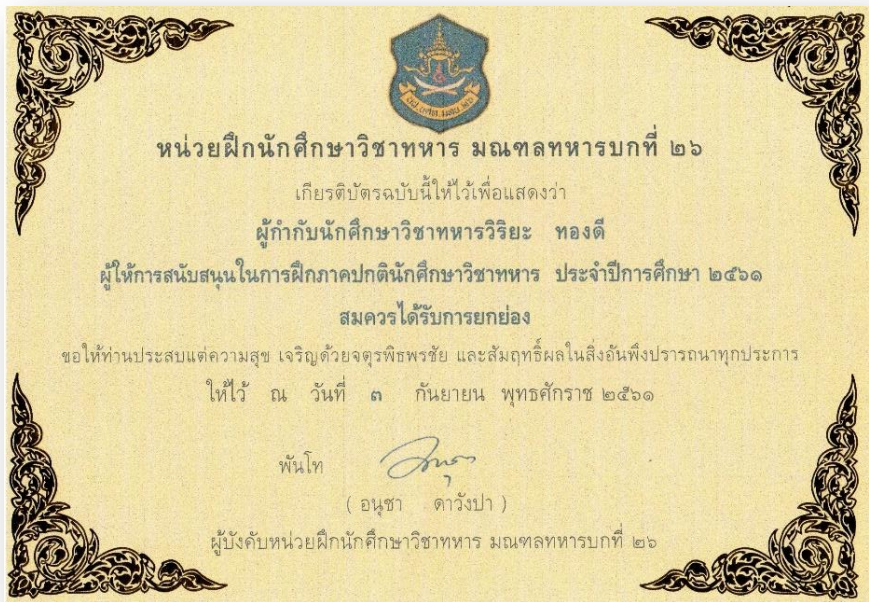 หน่วยฝึกนักศึกษาวิชาทหาร มณฑลทหารบกที่ ๒๖
เกียรติบัตรฉบับนี้ให้ไว้เพื่อแสดงว่า
ผู้กำกับนักศึกษาวิชาทหารวิริยะ ทองดี
ผู้ให้การสนับสนุนในการฝึกภาคปกตินักศึกษาวิชาทหาร ประจำปีการศึกษา ๒๕๖๑
สมควรได้รับการยกย่อง
ขอให้ท่านประสบแต่ความสุข เจริญด้วยจตุรพิธพรชัย และสัมฤทธิ์ผลในสิ่งอันพึงปรารถนาทุกประการ
ให้ไว้ ณ วันที่ ๓ กันยายน พุทธศักราช ๒๕๖๑
พันโท
( อนุชา ดาวังปา )
ผู้บังคับหน่วยฝึกนักศึกษาวิชาทหาร มณฑลทหารบกที่ ๒๖